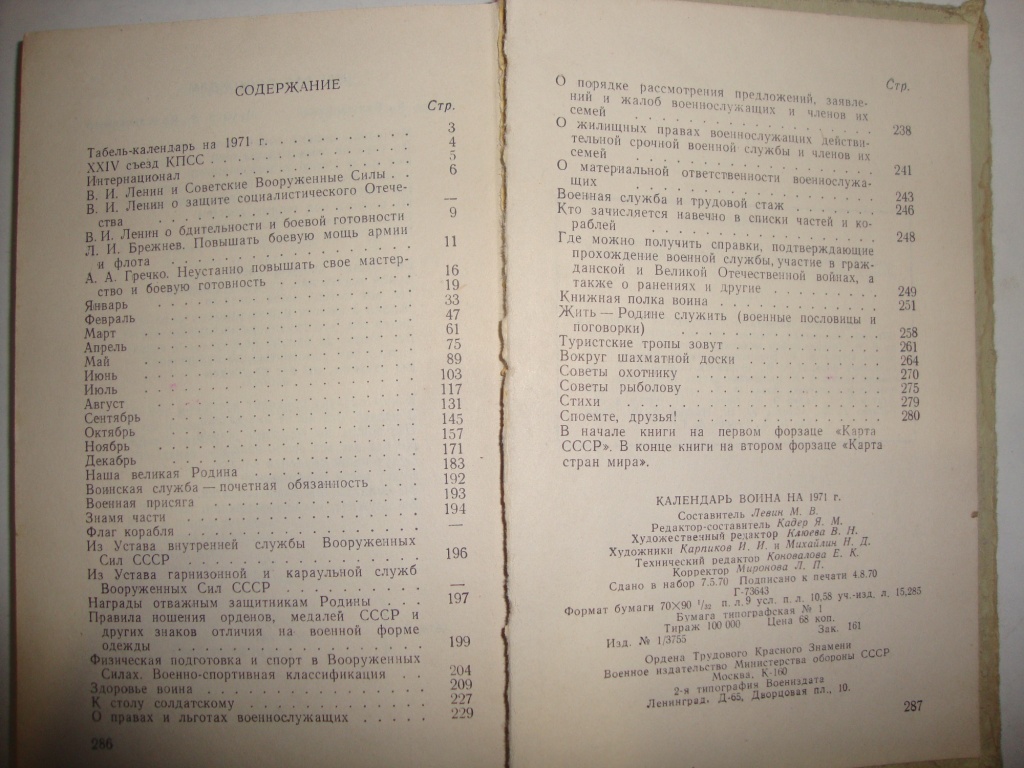 СОДЕРЖАНИЕ
Стр.
Табель-календарь на 1971 г. . . . . . . . . 3
XXIV съезд КПСС . . . . . . . . . . . 4
Интернационал . . . . . . . . . . . 5
В. И. Ленин и Советские Вооруженные Силы . . 6
В. И. Ленин о защите социалистического Отече-
ства . . . . . . . . . . . —
В. И. Ленин о бдительности и боевой готовности 9
Л. И. Брежнев. Повышать боевую мощь армии
и флота . . . . . . . . . . . 11
А. А. Гречко. Неустанно повышать свое мастер-
ство и боевую готовность . . . . . . . 16
Январь . . . . . . . . . . . 19
Февраль . . . . . . . . . . . 33
Март . . . . . . . . . . . 47
Апрель . . . . . . . . . . . 61
Май . . . . . . . . . . . 75
Июнь . . . . . . . . . . . 89
Июль . . . . . . . . . . . 103
Август . . . . . . . . . . . 117
Сентябрь . . . . . . . . . . . 131
Октябрь . . . . . . . . . . . 145
Ноябрь . . . . . . . . . . . 157
Декабрь . . . . . . . . . . . 171
Наша великая Родина . . . . . . . . . 183
Воинская служба — почетная обязанность . . . 192
Военная присяга . . . . . . . . . . . 193
Знамя части . . . . . . . . . . . 194
Флаг корабля . . . . . . . . . . . —
Из Устава внутренней службы Вооруженных
Сил СССР . . . . . . . . . . . 196
Из Устава гарнизонной и караульной служб
Вооруженных Сил СССР . . . . . . . —
Награды отважным защитникам Родины . . . 197
Правила ношения орденов, медалей СССР и
других знаков отличия на военной форме
одежды . . . . . . . . . . . 199
Физическая подготовка и спорт в Вооруженных
Силах. Военно-спортивная классификация . . 204
Здоровье воина . . . . . . . . . . . 209
К столу солдатскому . . . . . . . . . 227
О правах и льготах военнослужащих . . . . . 229
286
Стр.
О порядке рассмотрения предложений, заявле-
ний и жалоб военнослужащих и членов их
семей . . . . . . . . . . . 238
О жилищных правах военнослужащих действи-
тельной срочной военной службы и членов их
семей . . . . . . . . . . . 241
О материальной ответственности военнослужа-
щих . . . . . . . . . . . 243
Военная служба и трудовой стаж . . . . . . 246
Кто зачисляется навечно в списки частей и ко-
раблей . . . . . . . . . . . 248
Где можно получить справки, подтверждающие
прохождение военной службы, участие в граж-
данской и Великой Отечественной войнах, а
также о ранениях и другие . . . . . . . 249
Книжная полка воина . . . . . . . . . 251
Жить — Родине служить (военные пословицы и
поговорки) . . . . . . . . . . . 258
Туристские тропы зовут . . . . . . . . . 261
Вокруг шахматной доски . . . . . . . . . 264
Советы охотнику . . . . . . . . . . . 270
Советы рыболову . . . . . . . . . . . 275
Стихи . . . . . . . . . . . 279
Споемте, друзья! . . . . . . . . . . . 280
В начале книги на первом форзаце «Карта
СССР». В конце книги на втором форзаце «Карта
стран мира».
КАЛЕНДАРЬ ВОИНА НА 1971 г.
Составитель Левин М. В.
Редактор-составитель Кадер Я. М.
Художественный редактор Клюева В. Н.
Художники Карпиков И. И. и Михайлин И. Д.
Технический редактор Коновалова Е. К.
Корректор Миронова Л. П.
Сдано в набор 7.5.70 Подписано к печати 4.8.70
Г-73643
Формат бумаги 70×90 1/32 п. л.9 усл. п. л. 10,58 уч.-изд. л. 15,285
Бумага типографская № 1
Тираж 100 000 Цена 68 коп.
Изд. № 1/3755 Зак. 161
Ордена Трудового Красного Знамени
Военное издательство Министерства обороны СССР.
Москва, К-160
2-я типография Воениздата
Ленинград, Д-65, Дворцовая пл., 10.
287